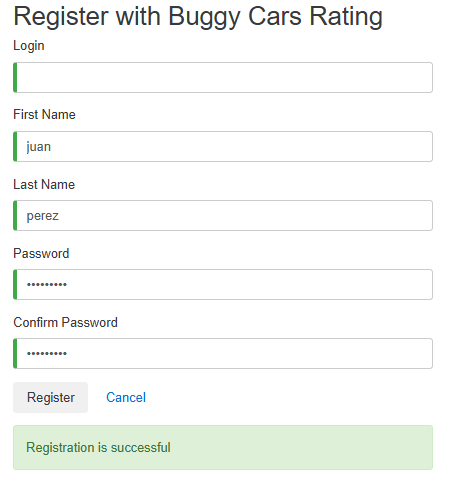 Register with Buggy Cars Rating
Login
First Name
juan
Last Name
perez
Password
•••••••••
Confirm Password
•••••••••
Register Cancel
Registration is successful